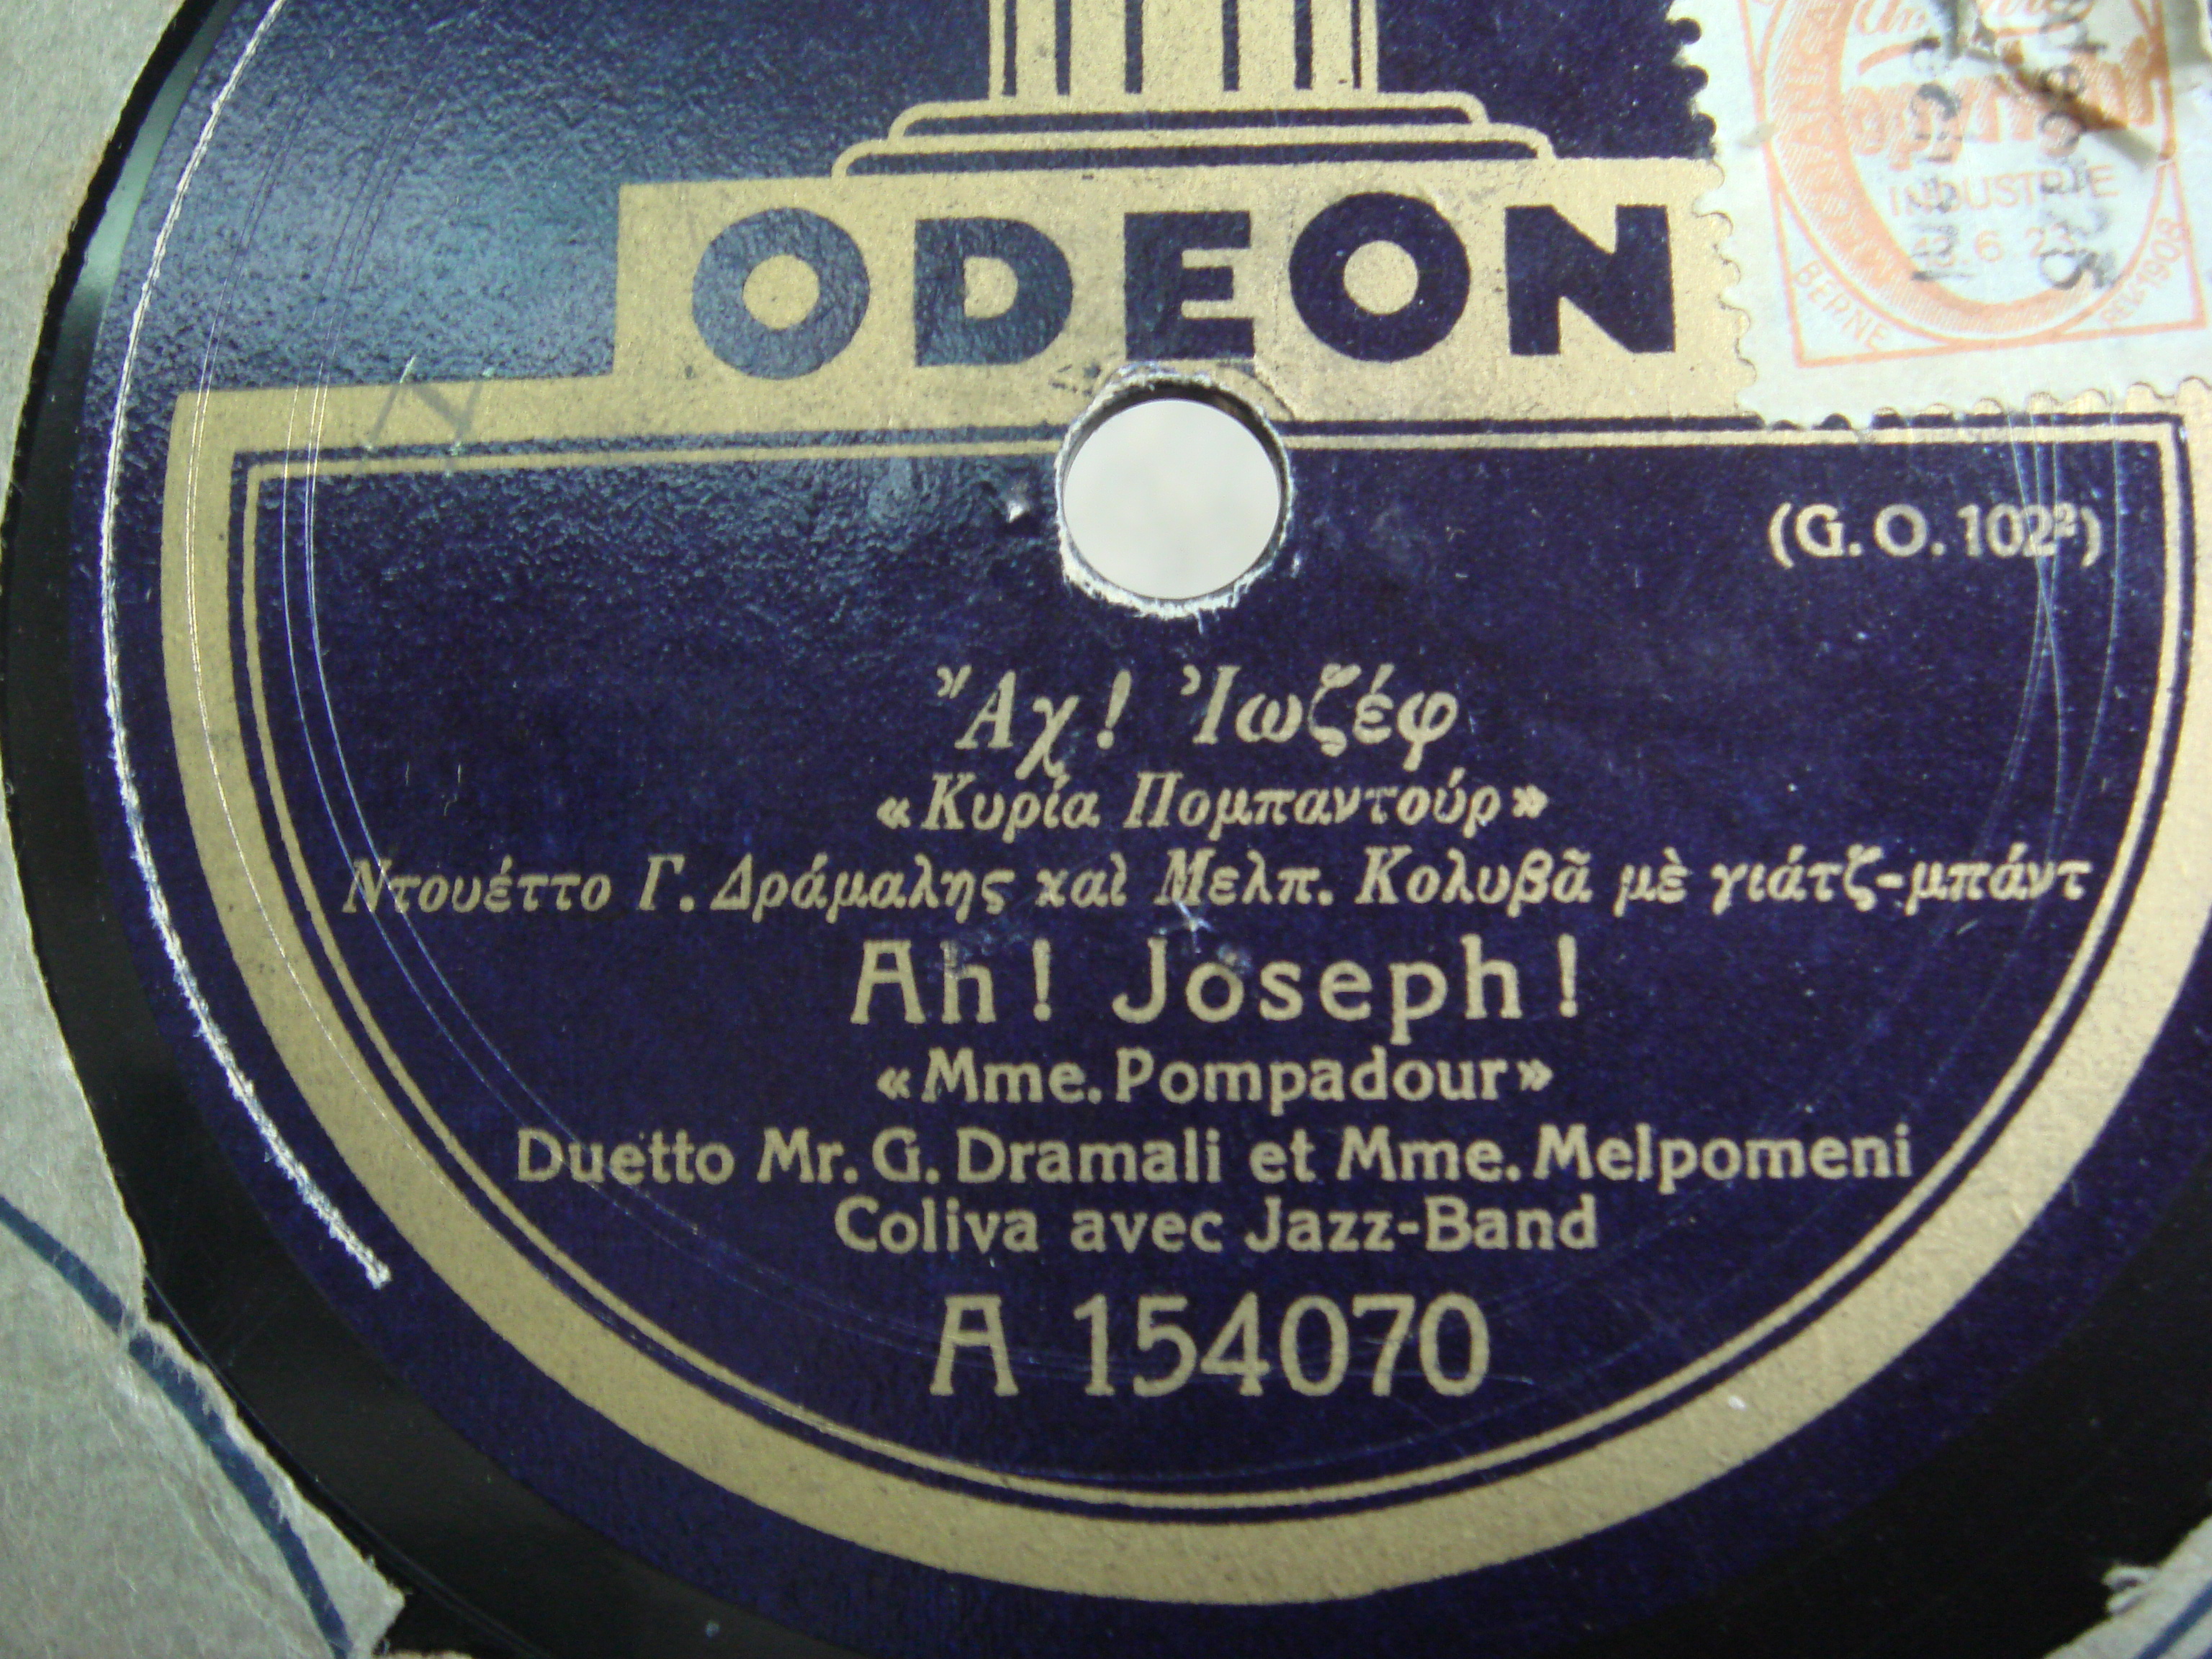 ODEON
INDUSTRIE
BERNE
(G. O. 102²)
Ἄχ! Ἰωζέφ
«Κυρία Πομπαντούρ»
Ντουέττο Γ. Δράμαλης καὶ Μελπ. Κολυβᾶ μὲ γιάτζ-μπάντ
Ah! Joseph!
«Mme. Pompadour»
Duetto Mr. G. Dramali et Mme. Melpomeni
Coliva avec Jazz-Band
A 154070